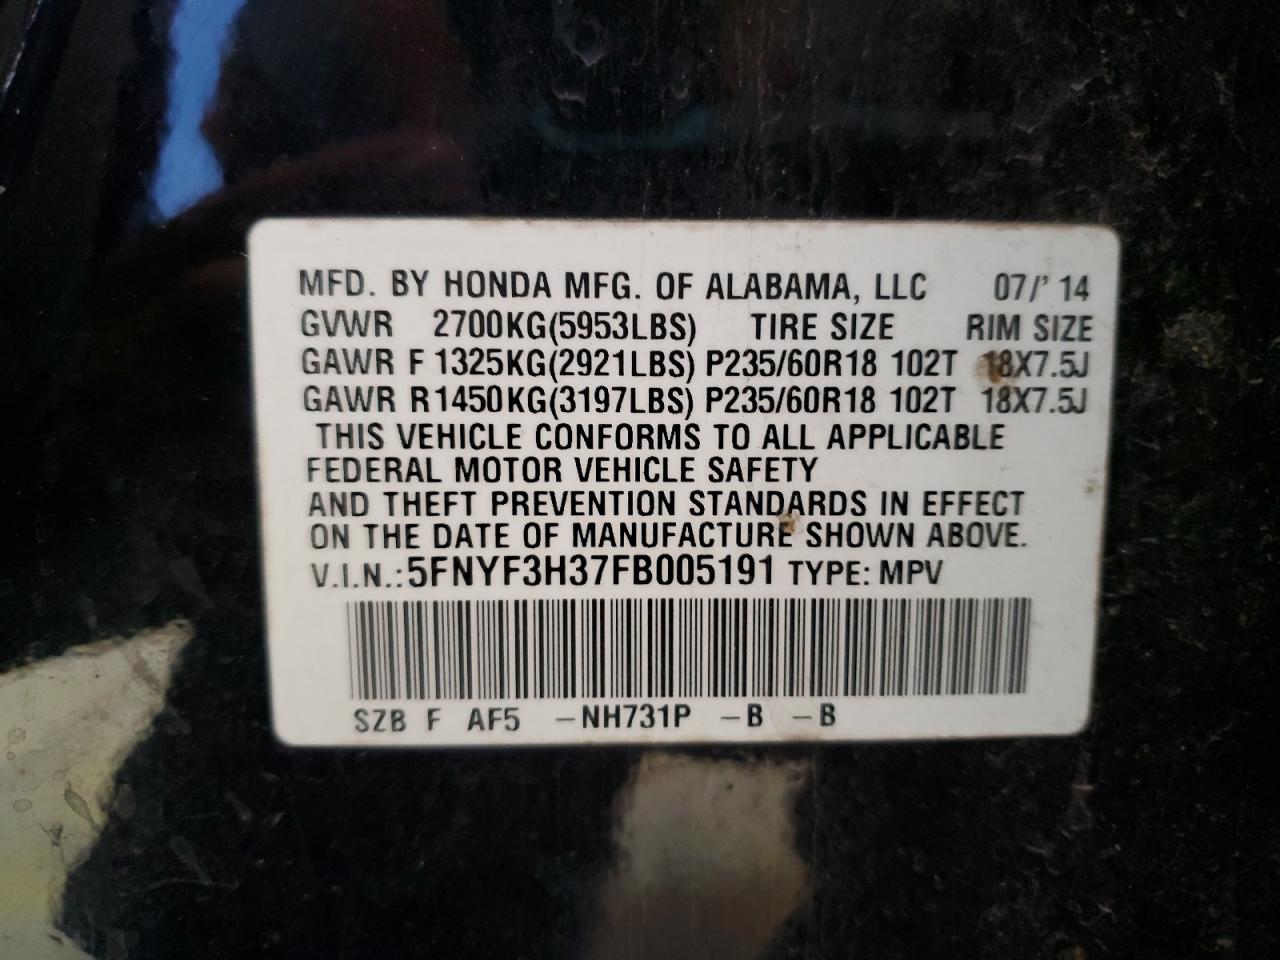 MFD. BY HONDA MFG. OF ALABAMA, LLC 07/' 14
GVWR 2700KG(5953LBS) TIRE SIZE RIM SIZE
GAWR F 1325KG(2921LBS) P235/60R18 102T 18X7.5J
GAWR R1450KG(3197LBS) P235/60R18 102T 18X7.5J
THIS VEHICLE CONFORMS TO ALL APPLICABLE
FEDERAL MOTOR VEHICLE SAFETY
AND THEFT PREVENTION STANDARDS IN EFFECT
ON THE DATE OF MANUFACTURE SHOWN ABOVE.
V.I.N.: 5FNYF3H37FB005191 TYPE: MPV
SZB F AF5 -NH731P -B -B